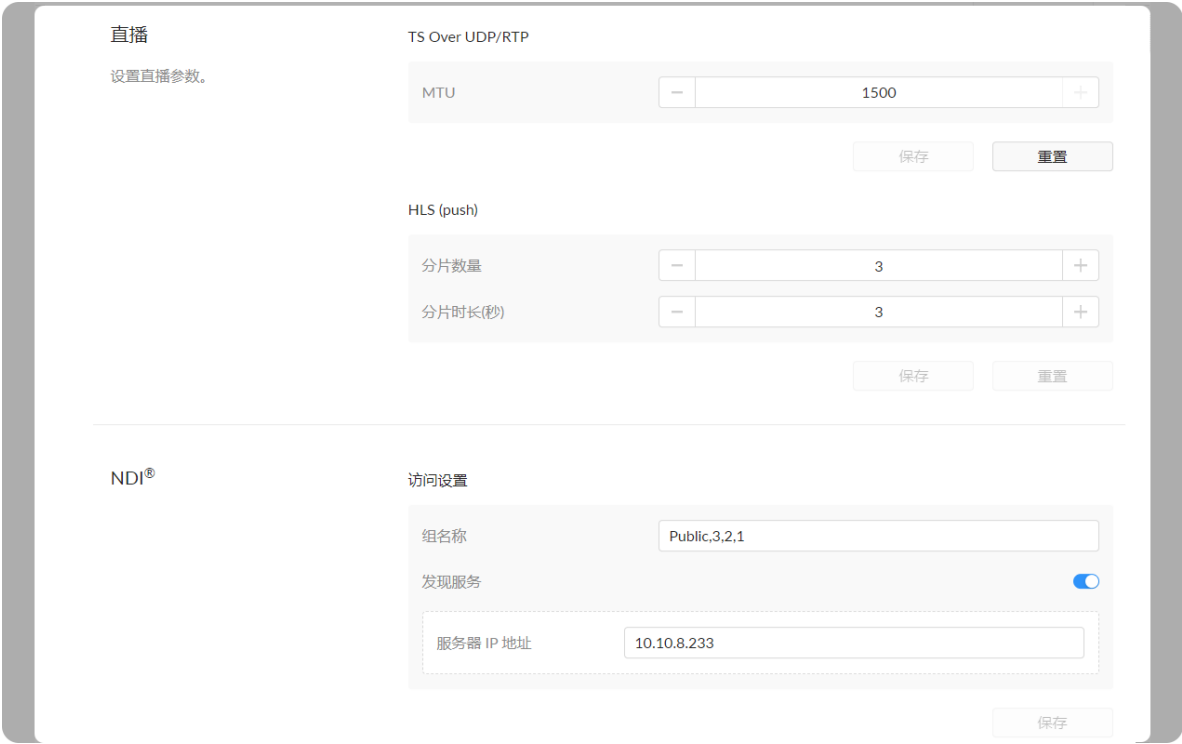 直播
设置直播参数。
TS Over UDP/RTP
MTU
1500
保存
重置
HLS (push)
分片数量
3
分片时长(秒)
3
保存
重置
NDI®
访问设置
组名称
Public,3,2,1
发现服务
服务器 IP 地址
10.10.8.233
保存